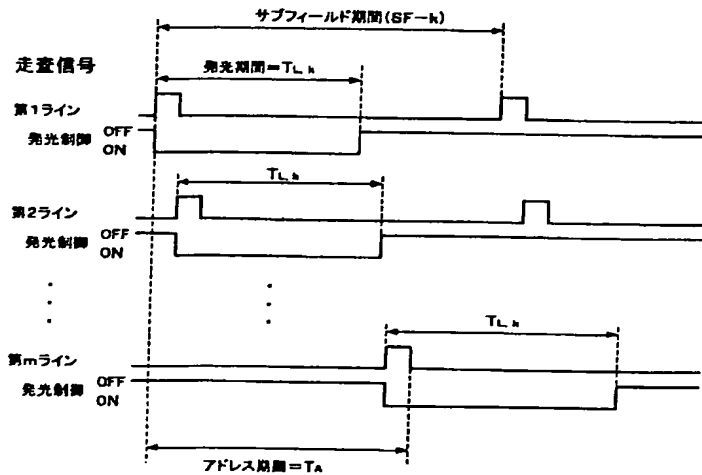 サブフィールド期間(SF-k)
走査信号
発光期間=TL,k
第1ライン
発光制御 OFF
ON
TL,k
第2ライン
発光制御 OFF
ON
TL,k
第mライン
発光制御 OFF
ON
アドレス期間=TA